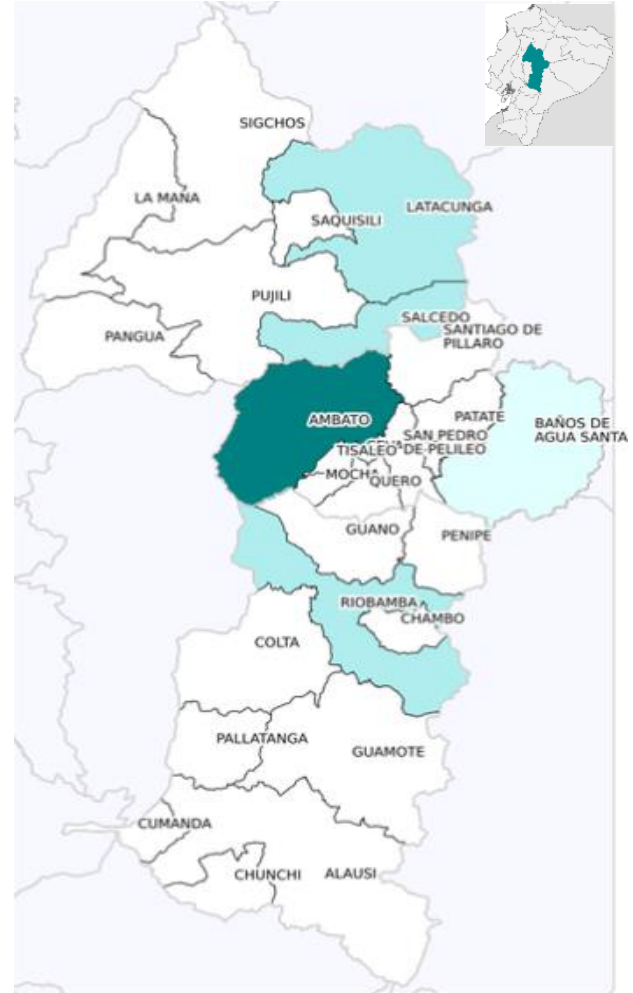 SIGCHOS
LA MANA
SAQUISILI
LATACUNGA
PUJILI
SALCEDO
SANTIAGO DE
PILLARO
PANGUA
AMBATO
PATATE
BAÑOS DE
AGUA SANTA
SAN PEDRO
DE PELILEO
TISALEO
MOCHA
QUERO
GUANO
PENIPE
RIOBAMBA
CHAMBO
COLTA
PALLATANGA
GUAMOTE
CUMANDA
CHUNCHI
ALAUSI